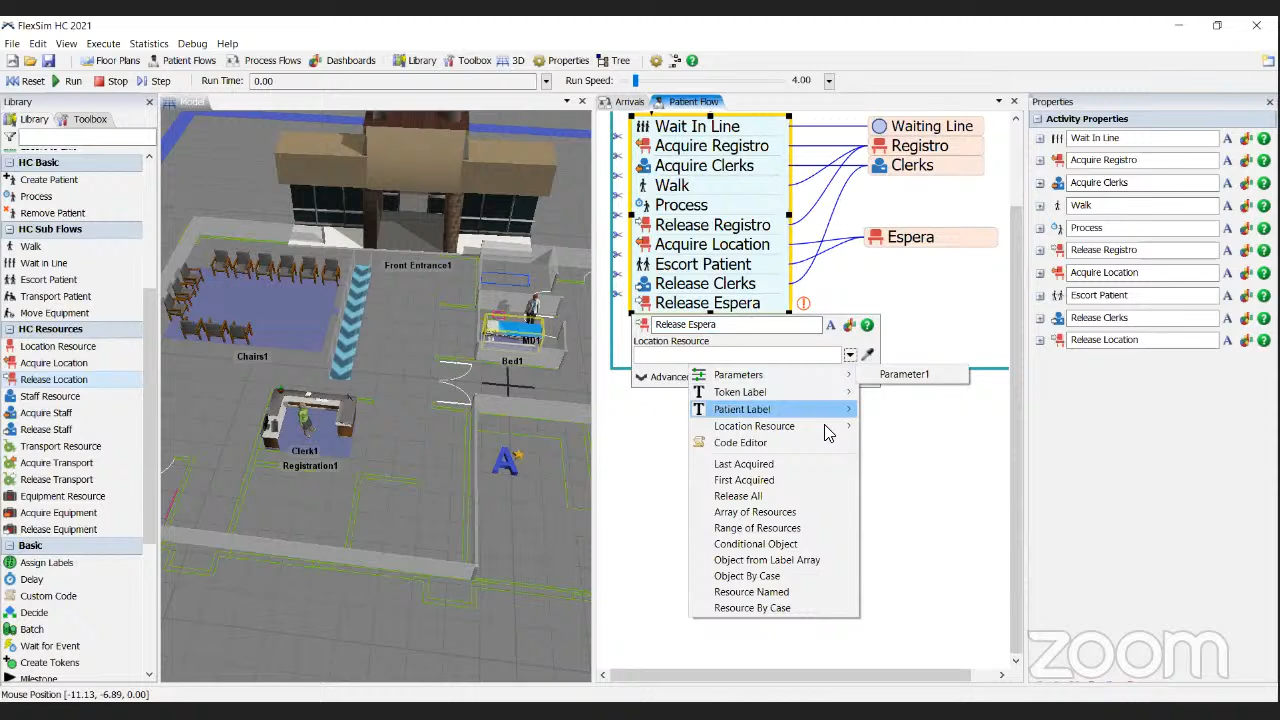 FlexSim HC 2021
File Edit View Execute Statistics Debug Help
Floor Plans Patient Flows Process Flows Dashboards Library Toolbox 3D Properties Tree
Reset Run Stop Step Run Time: 0.00 Run Speed: 4.00
Library
Library Toolbox
HC Basic
Create Patient
Process
Remove Patient
HC Sub Flows
Walk
Wait in Line
Escort Patient
Transport Patient
Move Equipment
HC Resources
Location Resource
Acquire Location
Release Location
Staff Resource
Acquire Staff
Release Staff
Transport Resource
Acquire Transport
Release Transport
Equipment Resource
Acquire Equipment
Release Equipment
Basic
Assign Labels
Delay
Custom Code
Decide
Batch
Wait for Event
Create Tokens
Milestone
Model
Front Entrance1
Chairs1
MD1
Bed1
Clerk1
Registration1
A
Arrivals Patient Flow
Wait In Line
Acquire Registro
Acquire Clerks
Walk
Process
Release Registro
Acquire Location
Escort Patient
Release Clerks
Release Espera
Waiting Line
Registro
Clerks
Espera
Release Espera
Location Resource
Advanced
Parameters
Token Label
Patient Label
Location Resource
Code Editor
Last Acquired
First Acquired
Release All
Array of Resources
Range of Resources
Conditional Object
Object from Label Array
Object By Case
Resource Named
Resource By Case
Parameter1
Properties
Activity Properties
Wait In Line
Acquire Registro
Acquire Clerks
Walk
Process
Release Registro
Acquire Location
Escort Patient
Release Clerks
Release Location
zoom
Mouse Position [-11.13, -6.89, 0.00]